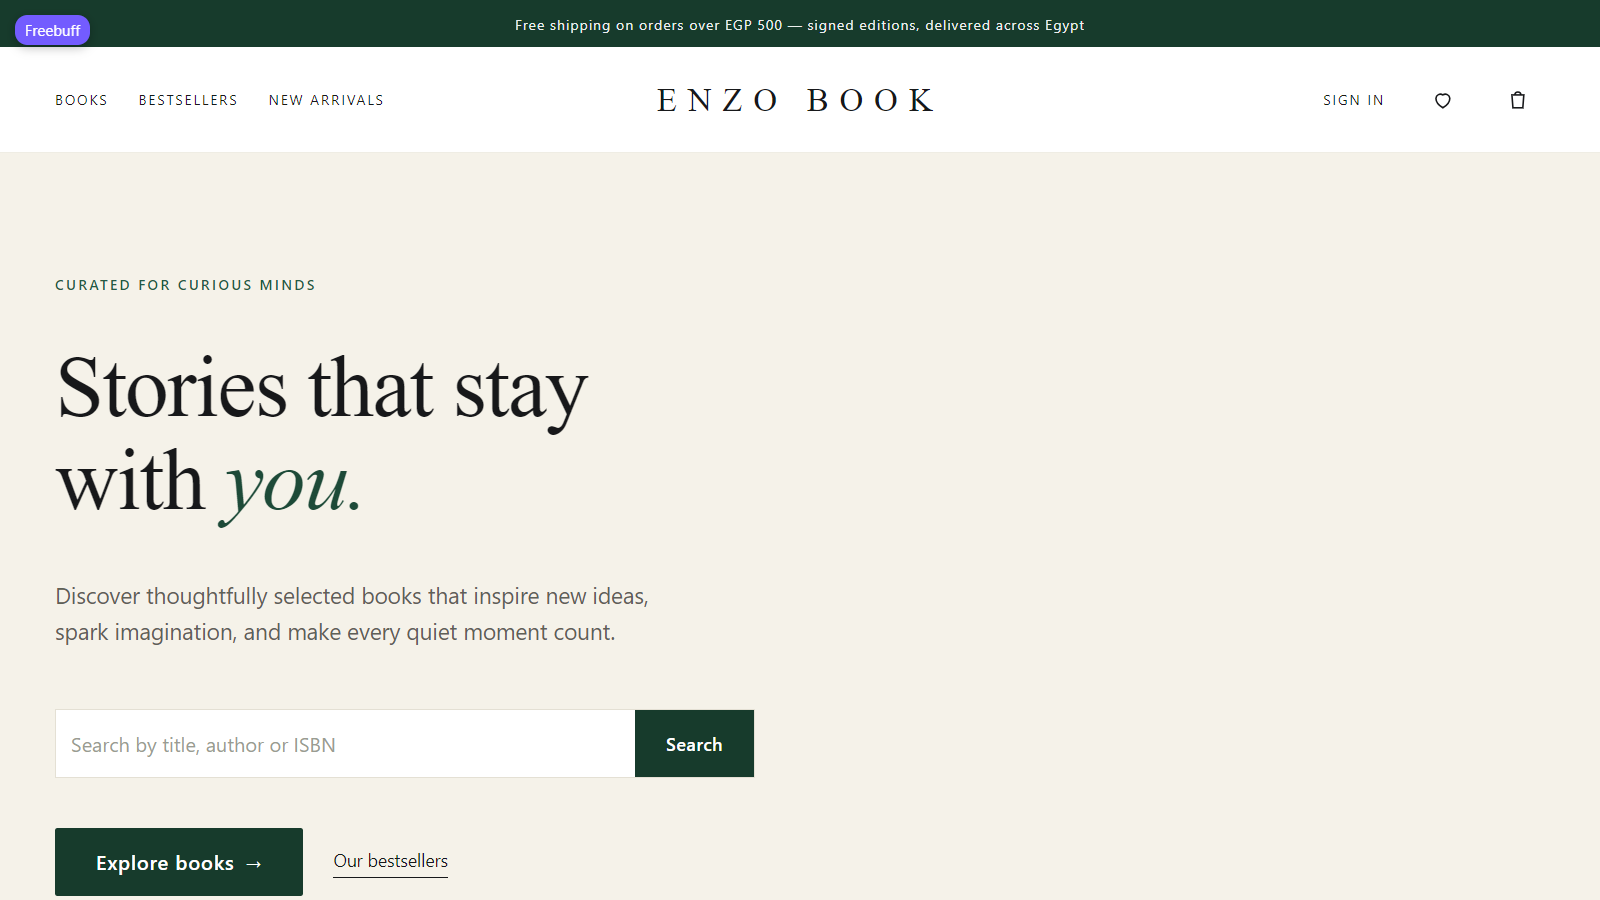 Free shipping on orders over EGP 500 — signed editions, delivered across Egypt
Freebuff
BOOKS BESTSELLERS NEW ARRIVALS
ENZO BOOK
SIGN IN
CURATED FOR CURIOUS MINDS
Stories that stay
with you.
Discover thoughtfully selected books that inspire new ideas,
spark imagination, and make every quiet moment count.
Search by title, author or ISBN
Search
Explore books →
Our bestsellers